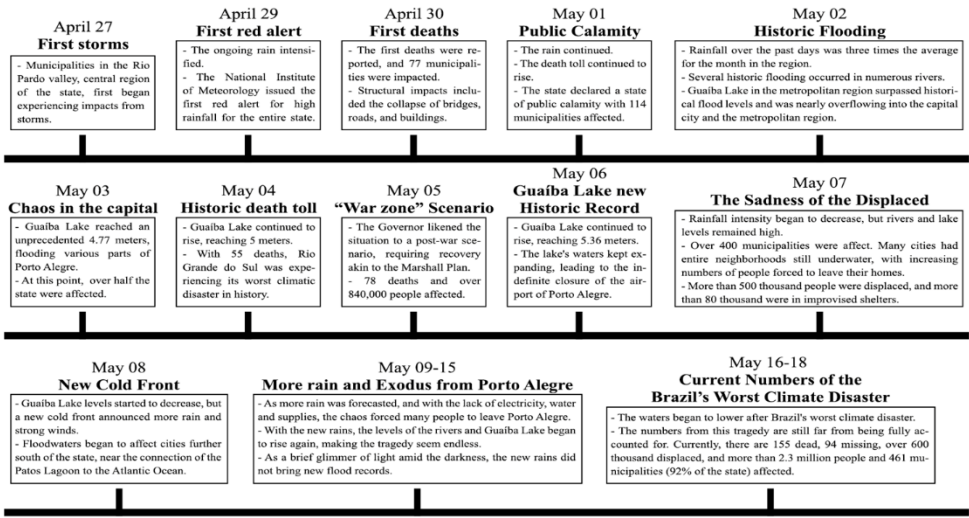 April 27
First storms
- Municipalities in the Rio
Pardo valley, central region
of the state, first began
experiencing impacts from
storms.
April 29
First red alert
- The ongoing rain intensi-
fied.
- The National Institute
of Meteorology issued the
first red alert for high
rainfall for the entire state.
April 30
First deaths
- The first deaths were re-
ported, and 77 municipali-
ties were impacted.
- Structural impacts inclu-
ded the collapse of bridges,
roads, and buildings.
May 01
Public Calamity
- The rain continued.
- The death toll continued to
rise.
- The state declared a state
of public calamity with 114
municipalities affected.
May 02
Historic Flooding
- Rainfall over the past days was three times the average
for the month in the region.
- Several historic flooding occurred in numerous rivers.
- Guaíba Lake in the metropolitan region surpassed historical
flood levels and was nearly overflowing into the capital
city and the metropolitan region.
May 03
Chaos in the capital
- Guaíba Lake reached an
unprecedented 4.77 meters,
flooding various parts of
Porto Alegre.
- At this point, over half the
state were affected.
May 04
Historic death toll
- Guaíba Lake continued to
rise, reaching 5 meters.
- With 55 deaths, Rio
Grande do Sul was expe-
riencing its worst climatic
disaster in history.
May 05
“War zone” Scenario
- The Governor likened the
situation to a post-war sce-
nario, requiring recovery
akin to the Marshall Plan.
- 78 deaths and over
840,000 people affected.
May 06
Guaíba Lake new
Historic Record
- Guaíba Lake continued to
rise, reaching 5.36 meters.
- The lake's waters kept ex-
panding, leading to the in-
definite closure of the air-
port of Porto Alegre.
May 07
The Sadness of the Displaced
- Rainfall intensity began to decrease, but rivers and lake
levels remained high.
- Over 400 municipalities were affect. Many cities had
entire neighborhoods still underwater, with increasing
numbers of people forced to leave their homes.
- More than 500 thousand people were displaced, and more
than 80 thousand were in improvised shelters.
May 08
New Cold Front
- Guaíba Lake levels started to decrease, but
a new cold front announced more rain and
strong winds.
- Floodwaters began to affect cities further
south of the state, near the connection of the
Patos Lagoon to the Atlantic Ocean.
May 09-15
More rain and Exodus from Porto Alegre
- As more rain was forecasted, and with the lack of electricity, water
and supplies, the chaos forced many people to leave Porto Alegre.
- With the new rains, the levels of the rivers and Guaíba Lake began
to rise again, making the tragedy seem endless.
- As a brief glimmer of light amid the darkness, the new rains did
not bring new flood records.
May 16-18
Current Numbers of the
Brazil's Worst Climate Disaster
- The waters began to lower after Brazil's worst climate disaster.
- The numbers from this tragedy are still far from being fully acco-
unted for. Currently, there are 155 dead, 94 missing, over 600
thousand displaced, and more than 2.3 million people and 461 mu-
nicipalities (92% of the state) affected.